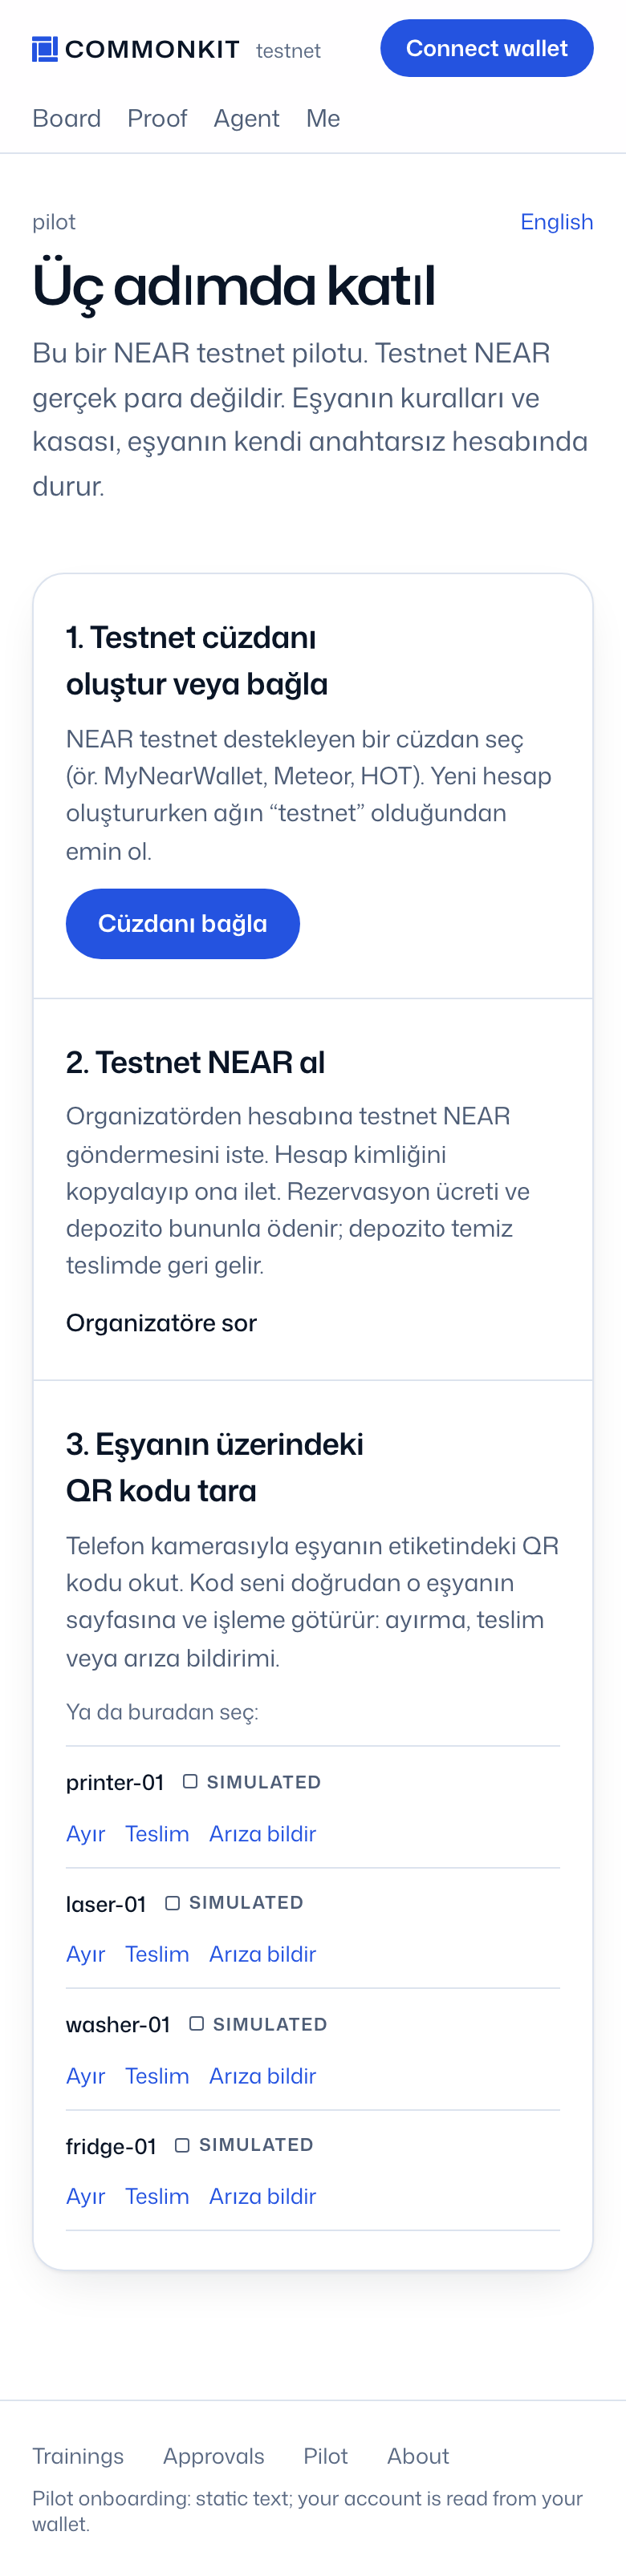 COMMONKIT testnet Connect wallet
Board Proof Agent Me
pilot English
Üç adımda katıl
Bu bir NEAR testnet pilotu. Testnet NEAR
gerçek para değildir. Eşyanın kuralları ve
kasası, eşyanın kendi anahtarsız hesabında
durur.
1. Testnet cüzdanı
oluştur veya bağla
NEAR testnet destekleyen bir cüzdan seç
(ör. MyNearWallet, Meteor, HOT). Yeni hesap
oluştururken ağın “testnet” olduğundan
emin ol.
Cüzdanı bağla
2. Testnet NEAR al
Organizatörden hesabına testnet NEAR
göndermesini iste. Hesap kimliğini
kopyalayıp ona ilet. Rezervasyon ücreti ve
depozito bununla ödenir; depozito temiz
teslimde geri gelir.
Organizatöre sor
3. Eşyanın üzerindeki
QR kodu tara
Telefon kamerasıyla eşyanın etiketindeki QR
kodu okut. Kod seni doğrudan o eşyanın
sayfasına ve işleme götürür: ayırma, teslim
veya arıza bildirimi.
Ya da buradan seç:
printer-01 SIMULATED
Ayır Teslim Arıza bildir
laser-01 SIMULATED
Ayır Teslim Arıza bildir
washer-01 SIMULATED
Ayır Teslim Arıza bildir
fridge-01 SIMULATED
Ayır Teslim Arıza bildir
Trainings Approvals Pilot About
Pilot onboarding: static text; your account is read from your
wallet.